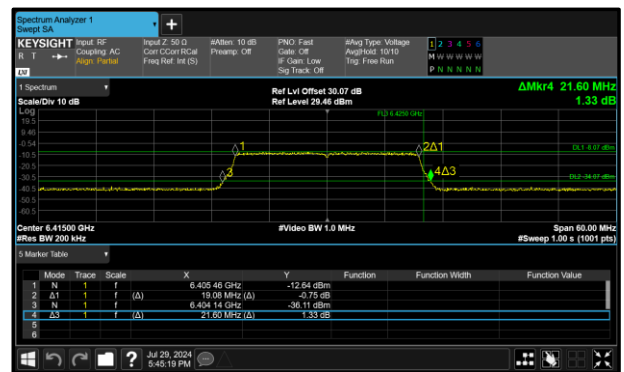 Spectrum Analyzer 1
Swept SA
+
KEYSIGHT Input: RF Input Z: 50 Ω #Atten: 10 dB PNO: Fast #Avg Type: Voltage 1 2 3 4 5 6
R T Coupling: AC Corr CCorr RCal Preamp: Off Gate: Off Avg|Hold: 10/10 M W W W W W
Align: Partial Freq Ref: Int (S) IF Gain: Low Trig: Free Run
Sig Track: Off P N N N N N
LXI
1 Spectrum Ref Lvl Offset 30.07 dB ΔMkr4 21.60 MHz
Scale/Div 10 dB Ref Level 29.46 dBm 1.33 dB
Log
19.5
9.46
-0.54
-10.5
-20.5
-30.5
-40.5
-50.5
-60.5
FL3 6.4250 GHz
1
2Δ1
DL1 -8.07 dBm
3
4Δ3
DL2 -34.07 dBm
Center 6.41500 GHz #Video BW 1.0 MHz Span 60.00 MHz
#Res BW 200 kHz #Sweep 1.00 s (1001 pts)
5 Marker Table
Mode Trace Scale X Y Function Function Width Function Value
1 N 1 f 6.405 46 GHz -12.64 dBm
2 Δ1 1 f (Δ) 19.08 MHz (Δ) -0.75 dB
3 N 1 f 6.404 14 GHz -36.11 dBm
4 Δ3 1 f (Δ) 21.60 MHz (Δ) 1.33 dB
5
6
? Jul 29, 2024
5:45:19 PM